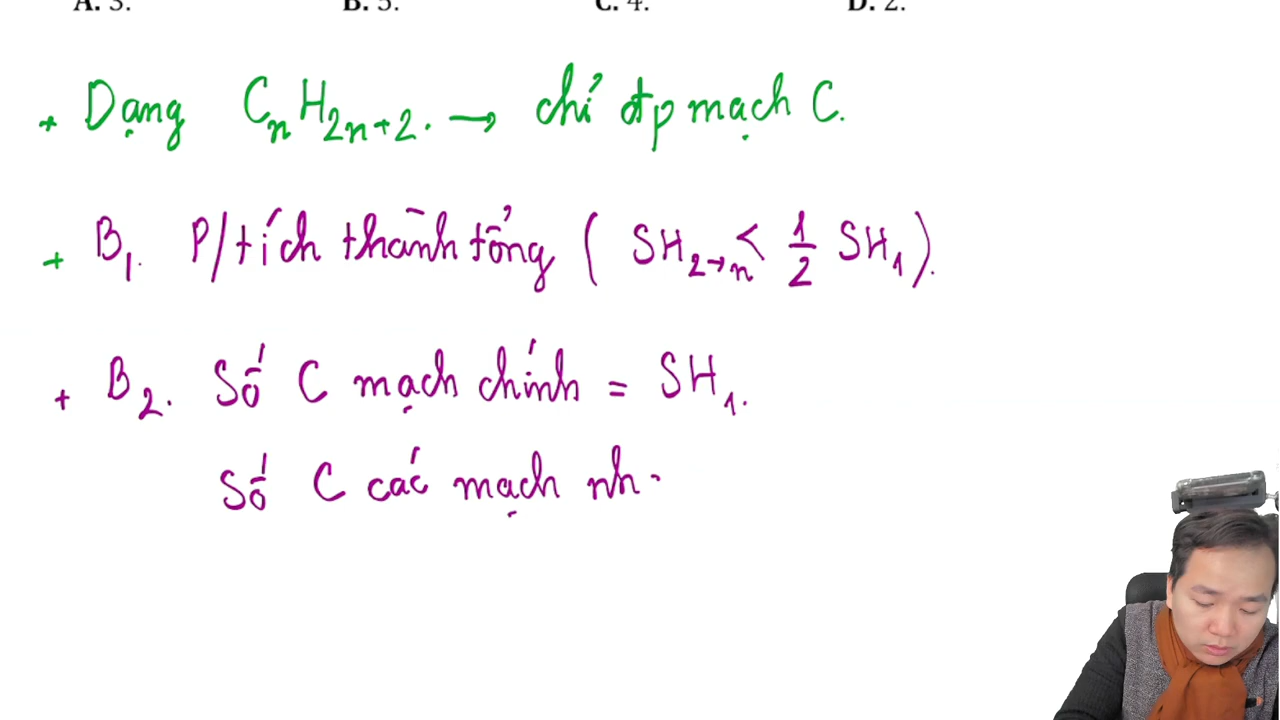 A. 3. B. 5. C. 4. D. 2.
+ Dạng CₙH₂ₙ₊₂. → chỉ đp mạch C.
+ B₁. P/tích thành tổng ( SH₂→ₙ < 1/2 SH₁).
+ B₂. Số C mạch chính = SH₁.
Số C các mạch nh